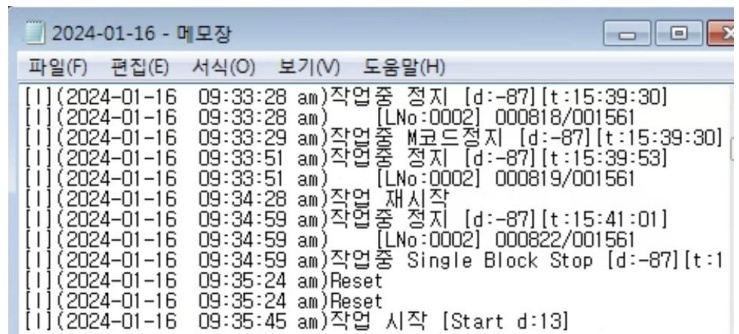 2024-01-16 - 메모장
파일(F) 편집(E) 서식(O) 보기(V) 도움말(H)
[I](2024-01-16 09:33:28 am)작업중 정지 [d:-87][t:15:39:30]
[I](2024-01-16 09:33:28 am) [LNo:0002] 000818/001561
[I](2024-01-16 09:33:29 am)작업중 M코드정지 [d:-87][t:15:39:30]
[I](2024-01-16 09:33:51 am)작업중 정지 [d:-87][t:15:39:53]
[I](2024-01-16 09:33:51 am) [LNo:0002] 000819/001561
[I](2024-01-16 09:34:28 am)작업 재시작
[I](2024-01-16 09:34:59 am)작업중 정지 [d:-87][t:15:41:01]
[I](2024-01-16 09:34:59 am) [LNo:0002] 000822/001561
[I](2024-01-16 09:34:59 am)작업중 Single Block Stop [d:-87][t:1
[I](2024-01-16 09:35:24 am)Reset
[I](2024-01-16 09:35:24 am)Reset
[I](2024-01-16 09:35:45 am)작업 시작 [Start d:13]